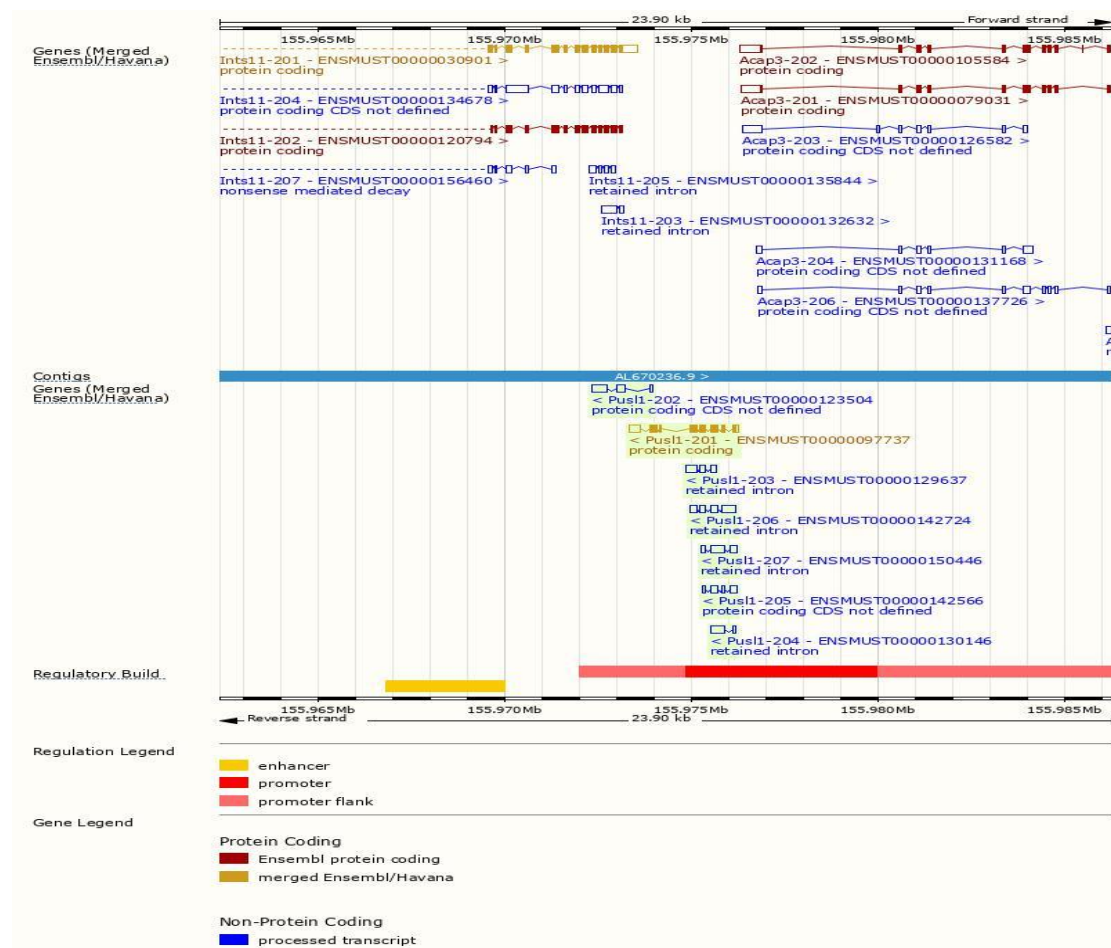 23.90 kb Forward strand
155.965Mb 155.970Mb 155.975Mb 155.980Mb 155.985Mb
Genes (Merged
Ensembl/Havana)
Ints11-201 - ENSMUST00000030901 >
protein coding
Acap3-202 - ENSMUST00000105584 >
protein coding
Ints11-204 - ENSMUST00000134678 >
protein coding CDS not defined
Acap3-201 - ENSMUST00000079031 >
protein coding
Ints11-202 - ENSMUST00000120794 >
protein coding
Acap3-203 - ENSMUST00000126582 >
protein coding CDS not defined
Ints11-207 - ENSMUST00000156460 >
nonsense mediated decay
Ints11-205 - ENSMUST00000135844 >
retained intron
Ints11-203 - ENSMUST00000132632 >
retained intron
Acap3-204 - ENSMUST00000131168 >
protein coding CDS not defined
Acap3-206 - ENSMUST00000137726 >
protein coding CDS not defined
Contigs
AL670236.9 >
Genes (Merged
Ensembl/Havana)
< Pusl1-202 - ENSMUST00000123504
protein coding CDS not defined
< Pusl1-201 - ENSMUST00000097737
protein coding
< Pusl1-203 - ENSMUST00000129637
retained intron
< Pusl1-206 - ENSMUST00000142724
retained intron
< Pusl1-207 - ENSMUST00000150446
retained intron
< Pusl1-205 - ENSMUST00000142566
protein coding CDS not defined
< Pusl1-204 - ENSMUST00000130146
retained intron
Regulatory Build
155.965Mb 155.970Mb 155.975Mb 155.980Mb 155.985Mb
Reverse strand 23.90 kb
Regulation Legend
enhancer
promoter
promoter flank
Gene Legend
Protein Coding
Ensembl protein coding
merged Ensembl/Havana
Non-Protein Coding
processed transcript